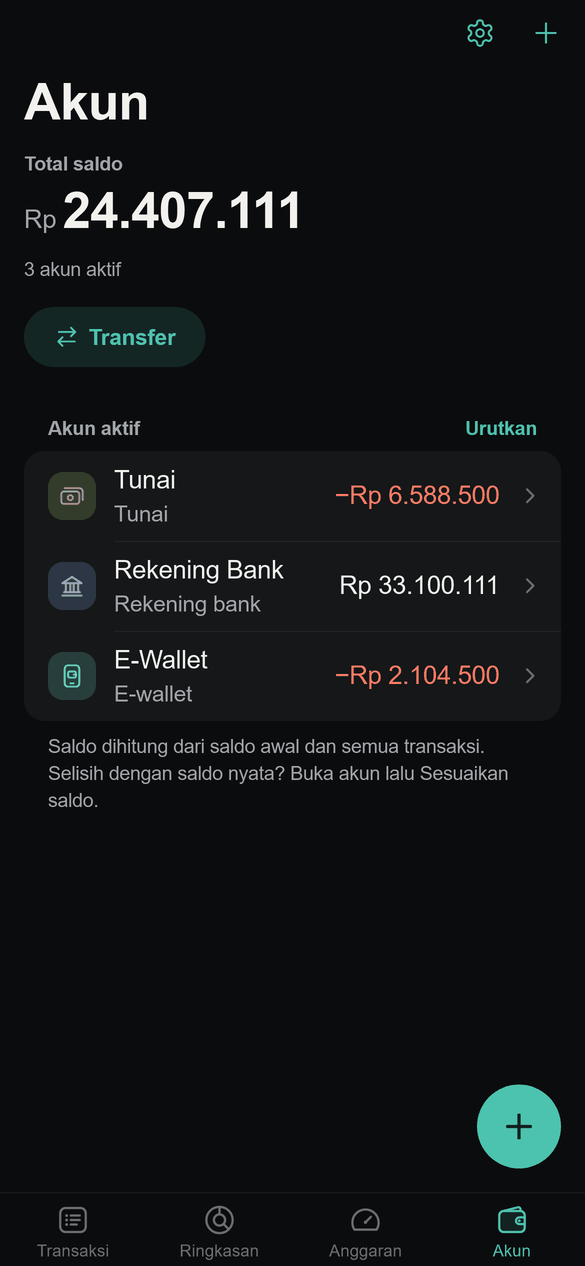 Akun
Total saldo
Rp 24.407.111
3 akun aktif
Transfer
Akun aktif
Urutkan
Tunai
Tunai
−Rp 6.588.500
Rekening Bank
Rekening bank
Rp 33.100.111
E-Wallet
E-wallet
−Rp 2.104.500
Saldo dihitung dari saldo awal dan semua transaksi.
Selisih dengan saldo nyata? Buka akun lalu Sesuaikan
saldo.
Transaksi
Ringkasan
Anggaran
Akun